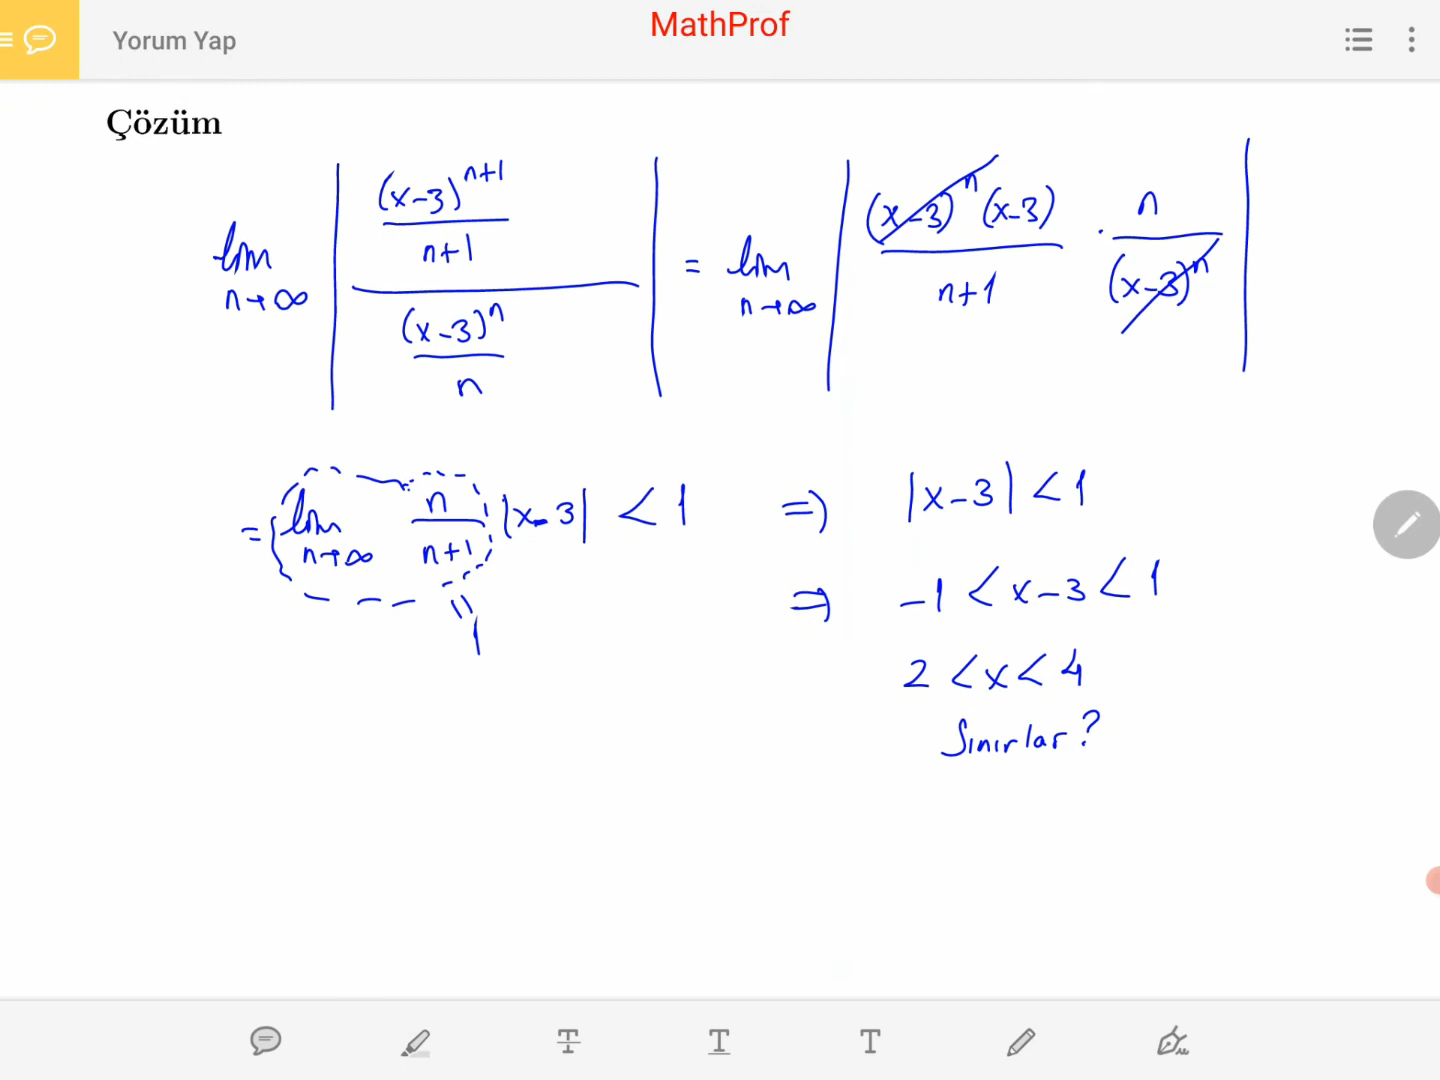 MathProf
Yorum Yap
Çözüm
lim n→∞ | ((x-3)^(n+1) / (n+1)) / ((x-3)^n / n) | = lim n→∞ | (x-3)^n (x-3) / (n+1) · n / (x-3)^n |
= lim n→∞ n/(n+1) |x-3| < 1 ⇒ |x-3| < 1
⇒ -1 < x-3 < 1
1
2 < x < 4
Sınırlar?
T T T